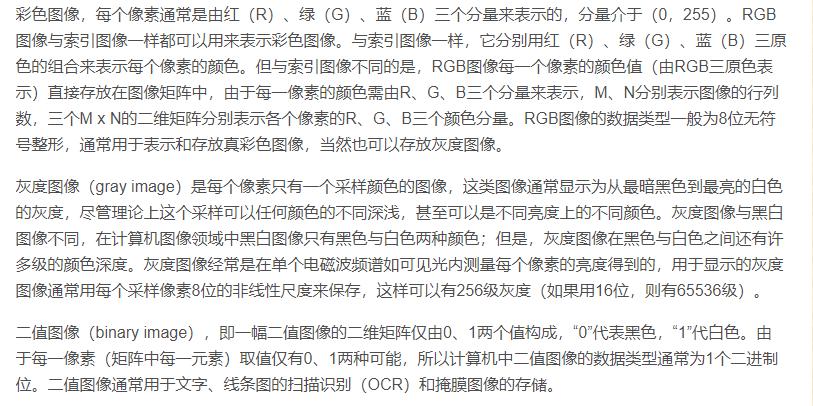 彩色图像，每个像素通常是由红（R）、绿（G）、蓝（B）三个分量来表示的，分量介于（0，255）。RGB
图像与索引图像一样都可以用来表示彩色图像。与索引图像一样，它分别用红（R）、绿（G）、蓝（B）三原
色的组合来表示每个像素的颜色。但与索引图像不同的是，RGB图像每一个像素的颜色值（由RGB三原色表
示）直接存放在图像矩阵中，由于每一像素的颜色需由R、G、B三个分量来表示，M、N分别表示图像的行列
数，三个M x N的二维矩阵分别表示各个像素的R、G、B三个颜色分量。RGB图像的数据类型一般为8位无符
号整形，通常用于表示和存放真彩色图像，当然也可以存放灰度图像。
灰度图像（gray image）是每个像素只有一个采样颜色的图像，这类图像通常显示为从最暗黑色到最亮的白色
的灰度，尽管理论上这个采样可以任何颜色的不同深浅，甚至可以是不同亮度上的不同颜色。灰度图像与黑白
图像不同，在计算机图像领域中黑白图像只有黑色与白色两种颜色；但是，灰度图像在黑色与白色之间还有许
多级的颜色深度。灰度图像经常是在单个电磁波频谱如可见光内测量每个像素的亮度得到的，用于显示的灰度
图像通常用每个采样像素8位的非线性尺度来保存，这样可以有256级灰度（如果用16位，则有65536级）。
二值图像（binary image），即一幅二值图像的二维矩阵仅由0、1两个值构成，“0”代表黑色，“1”代白色。由
于每一像素（矩阵中每一元素）取值仅有0、1两种可能，所以计算机中二值图像的数据类型通常为1个二进制
位。二值图像通常用于文字、线条图的扫描识别（OCR）和掩膜图像的存储。